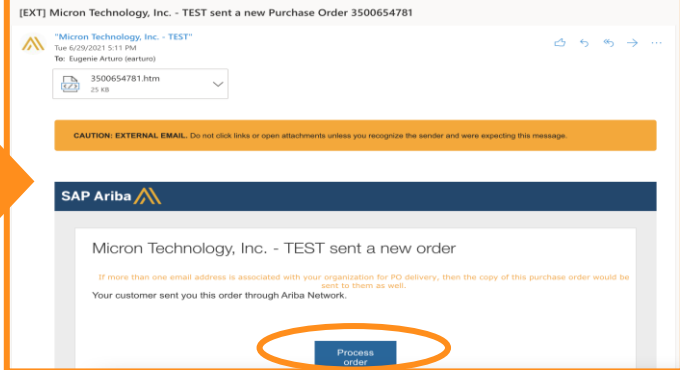 [EXT] Micron Technology, Inc. - TEST sent a new Purchase Order 3500654781
"Micron Technology, Inc. - TEST"
Tue 6/29/2021 5:11 PM
To: Eugenie Arturo (earturo)
3500654781.htm
25 KB
CAUTION: EXTERNAL EMAIL. Do not click links or open attachments unless you recognize the sender and were expecting this message.
SAP Ariba
Micron Technology, Inc. - TEST sent a new order
If more than one email address is associated with your organization for PO delivery, then the copy of this purchase order would be
sent to them as well.
Your customer sent you this order through Ariba Network.
Process
order